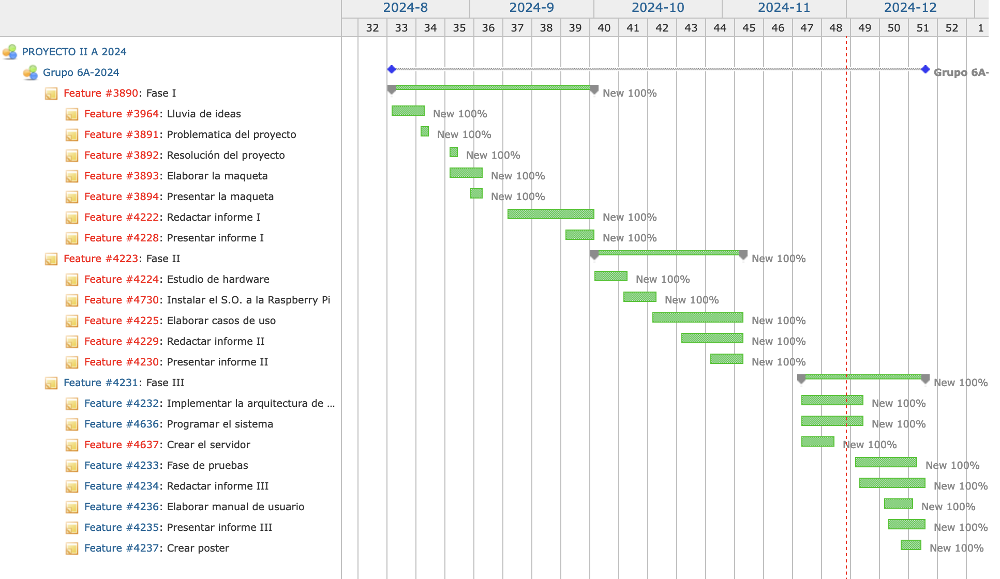 2024-8 2024-9 2024-10 2024-11 2024-12
32 33 34 35 36 37 38 39 40 41 42 43 44 45 46 47 48 49 50 51 52 1
PROYECTO II A 2024
Grupo 6A-2024 Grupo 6A-
Feature #3890: Fase I New 100%
Feature #3964: Lluvia de ideas New 100%
Feature #3891: Problematica del proyecto New 100%
Feature #3892: Resolución del proyecto New 100%
Feature #3893: Elaborar la maqueta New 100%
Feature #3894: Presentar la maqueta New 100%
Feature #4222: Redactar informe I New 100%
Feature #4228: Presentar informe I New 100%
Feature #4223: Fase II New 100%
Feature #4224: Estudio de hardware New 100%
Feature #4730: Instalar el S.O. a la Raspberry Pi New 100%
Feature #4225: Elaborar casos de uso New 100%
Feature #4229: Redactar informe II New 100%
Feature #4230: Presentar informe II New 100%
Feature #4231: Fase III New 100%
Feature #4232: Implementar la arquitectura de ... New 100%
Feature #4636: Programar el sistema New 100%
Feature #4637: Crear el servidor New 100%
Feature #4233: Fase de pruebas New 100%
Feature #4234: Redactar informe III New 100%
Feature #4236: Elaborar manual de usuario New 100%
Feature #4235: Presentar informe III New 100%
Feature #4237: Crear poster New 100%